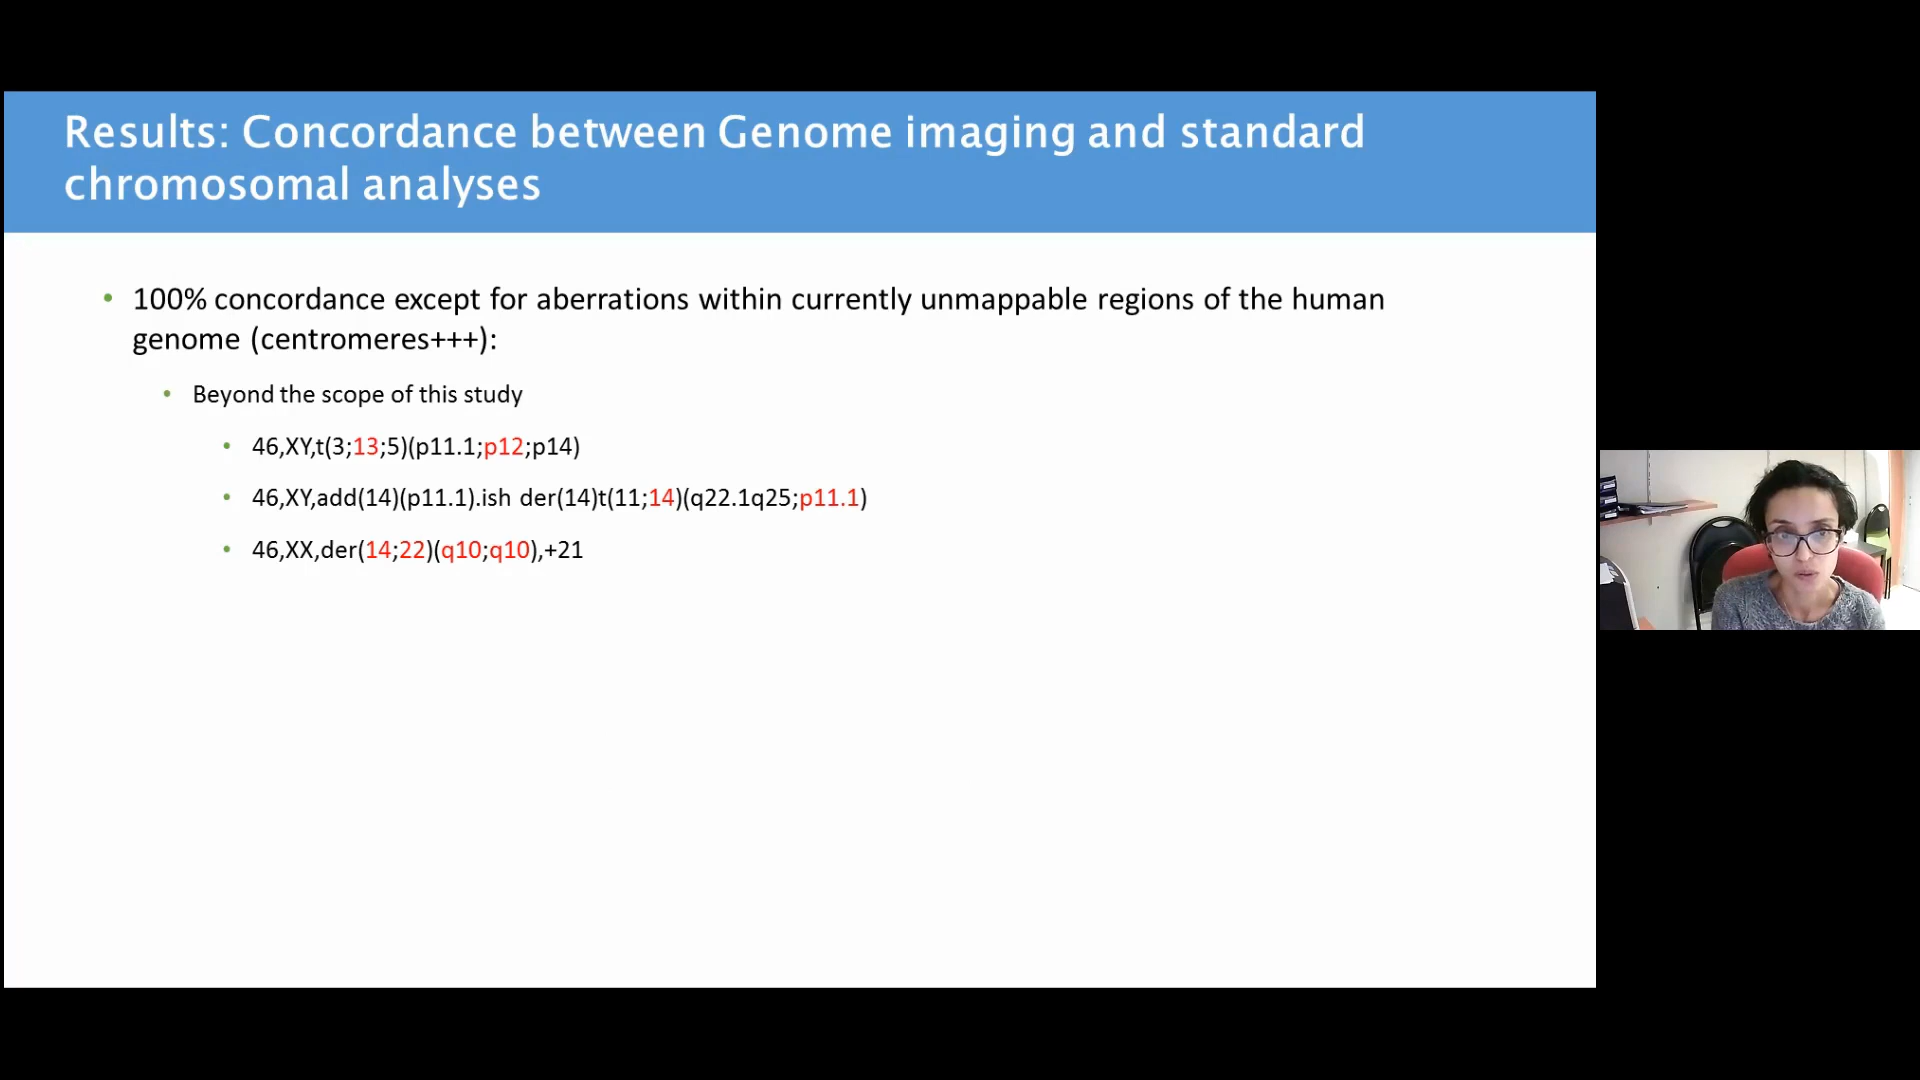 Results: Concordance between Genome imaging and standard
chromosomal analyses
• 100% concordance except for aberrations within currently unmappable regions of the human
genome (centromeres+++):
• Beyond the scope of this study
• 46,XY,t(3;13;5)(p11.1;p12;p14)
• 46,XY,add(14)(p11.1).ish der(14)t(11;14)(q22.1q25;p11.1)
• 46,XX,der(14;22)(q10;q10),+21